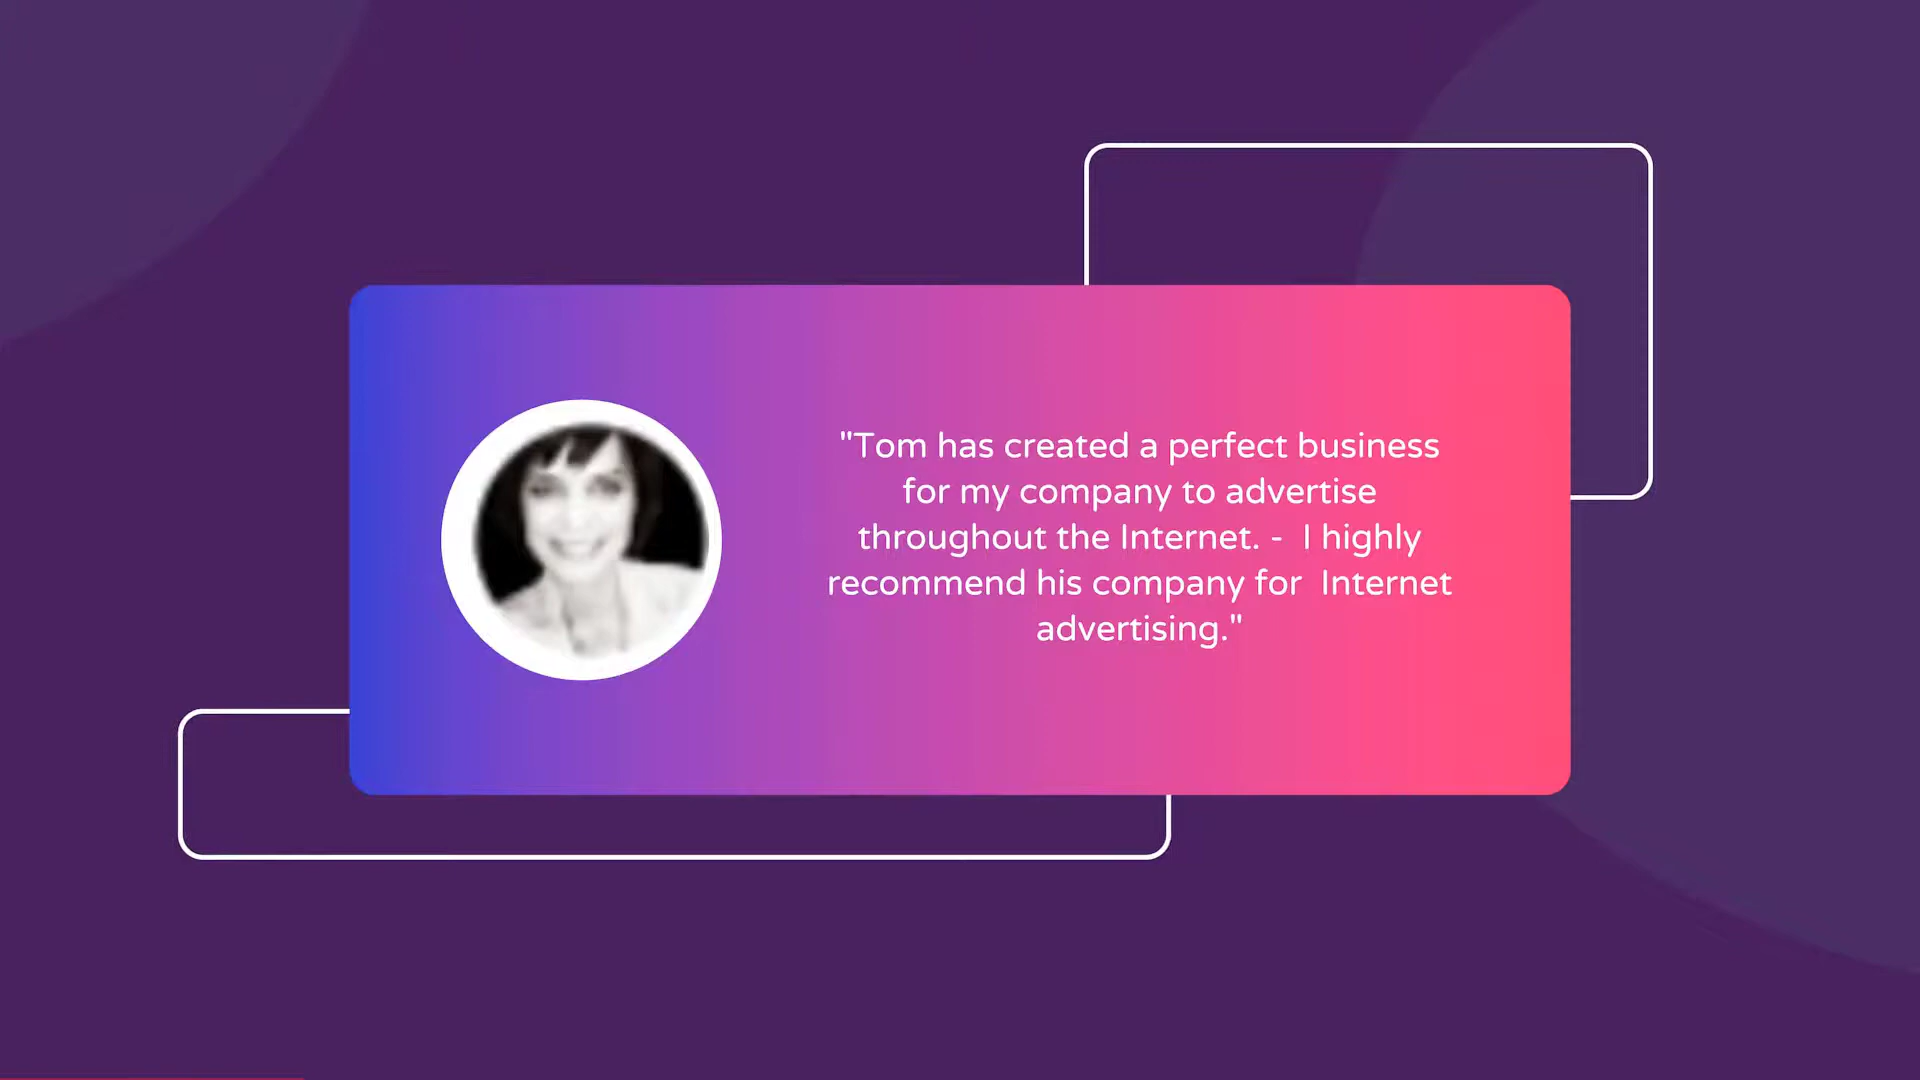 "Tom has created a perfect business
for my company to advertise
throughout the Internet. -  I highly
recommend his company for  Internet
advertising."